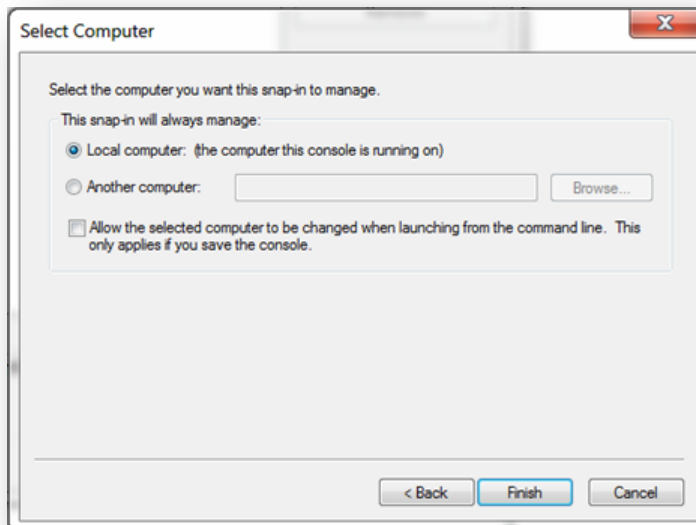 Select Computer
Select the computer you want this snap-in to manage.
This snap-in will always manage:
Local computer: (the computer this console is running on)
Another computer:
Browse...
Allow the selected computer to be changed when launching from the command line. This
only applies if you save the console.
< Back
Finish
Cancel